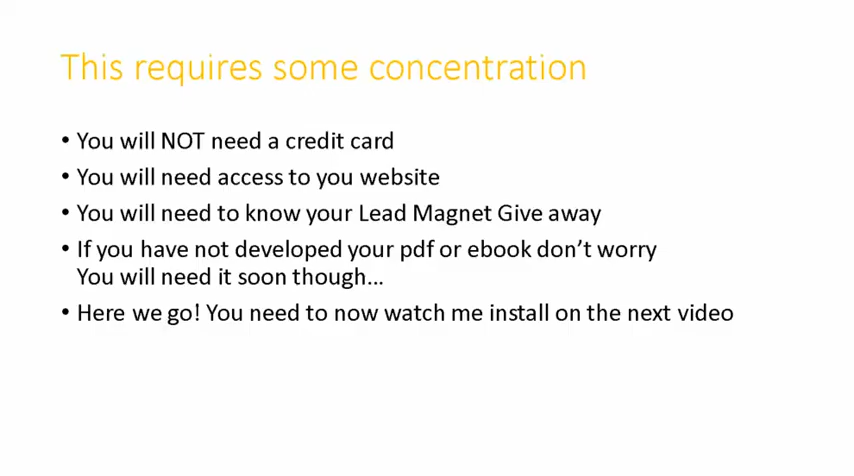 This requires some concentration
• You will NOT need a credit card
• You will need access to you website
• You will need to know your Lead Magnet Give away
• If you have not developed your pdf or ebook don't worry
You will need it soon though...
• Here we go! You need to now watch me install on the next video